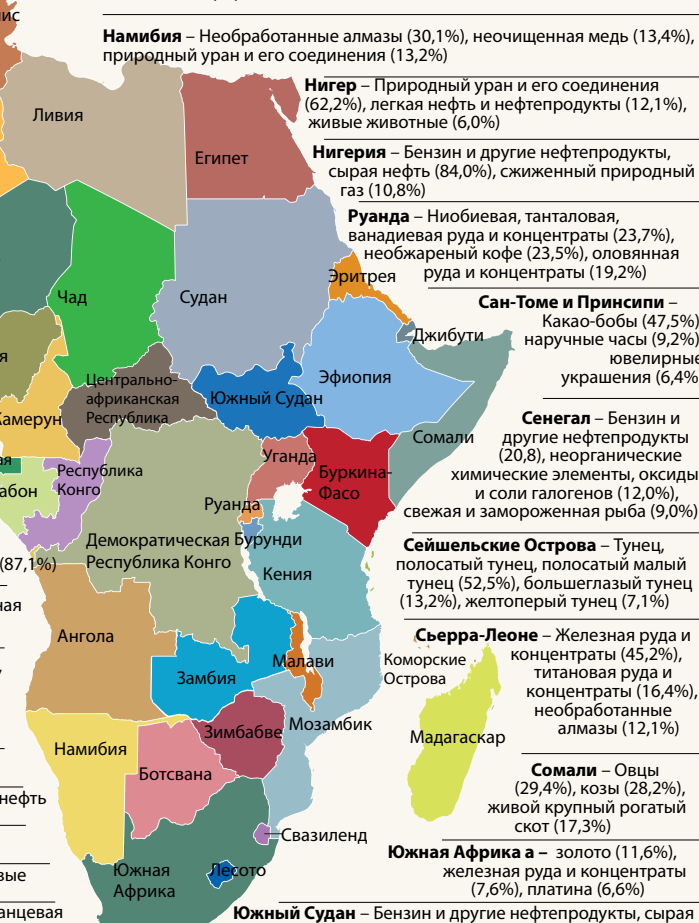 ис
Намибия – Необработанные алмазы (30,1%), неочищенная медь (13,4%),
природный уран и его соединения (13,2%)
Нигер – Природный уран и его соединения
(62,2%), легкая нефть и нефтепродукты (12,1%),
живые животные (6,0%)
Ливия
Египет
Нигерия – Бензин и другие нефтепродукты,
сырая нефть (84,0%), сжиженный природный
газ (10,8%)
Руанда – Ниобиевая, танталовая,
ванадиевая руда и концентраты (23,7%),
необжареный кофе (23,5%), оловянная
руда и концентраты (19,2%)
Эритрея
Чад
Судан
Сан-Томе и Принсипи –
Какао-бобы (47,5%)
наручные часы (9,2%)
ювелирные
украшения (6,4%
Джибути
я
Центрально-
африканская
Республика
Эфиопия
Южный Судан
Камерун
Сенегал – Бензин и
другие нефтепродукты
(20,8), неорганические
химические элементы, оксиды
и соли галогенов (12,0%),
свежая и замороженная рыба (9,0%)
Сомали
ая
Уганда
Республика
Конго
Буркина-
Фасо
абон
Руанда
Демократическая
Республика Конго
Бурунди
Кения
(87,1%)
Сейшельские Острова – Тунец,
полосатый тунец, полосатый малый
тунец (52,5%), большеглазый тунец
(13,2%), желтоперый тунец (7,1%)
ная
Ангола
Сьерра-Леоне – Железная руда и
концентраты (45,2%),
титановая руда и
концентраты (16,4%),
необработанные
алмазы (12,1%)
Малави
Коморские
Острова
Замбия
Мозамбик
Зимбабве
Мадагаскар
Намибия
Ботсвана
Сомали – Овцы
(29,4%), козы (28,2%),
живой крупный рогатый
скот (17,3%)
нефть
Свазиленд
Южная Африка а – золото (11,6%),
железная руда и концентраты
(7,6%), платина (6,6%)
Южная
Африка
Лесото
вые
анцевая
Южный Судан – Бензин и другие нефтепродукты, сырая